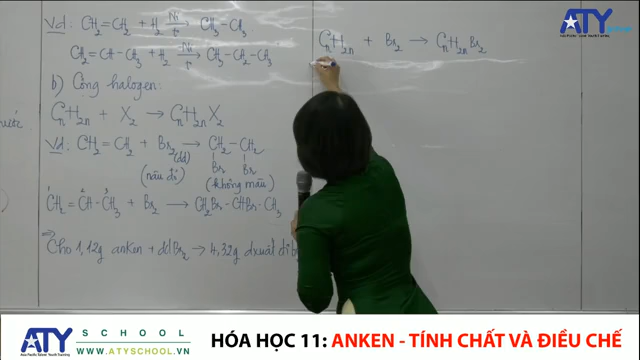 Vd: CH₂=CH₂ + H₂ →(Ni, t°) CH₃-CH₃
CH₂=CH-CH₃ + H₂ →(Ni, t°) CH₃-CH₂-CH₃
b) Cộng halogen:
CₙH₂ₙ + X₂ → CₙH₂ₙX₂
Vd: CH₂=CH₂ + Br₂ (dd) → CH₂-CH₂
Br Br
(nâu đỏ) (không màu)
CH₂=CH-CH₃ + Br₂ → CH₂Br-CHBr-CH₃
Cho 1,12g anken + ddBr₂ → 4,32g dxuất đi
CₙH₂ₙ + Br₂ → CₙH₂ₙBr₂
ATY
ATY
SCHOOL
WWW.ATYSCHOOL.VN
HÓA HỌC 11: ANKEN - TÍNH CHẤT VÀ ĐIỀU CHẾ